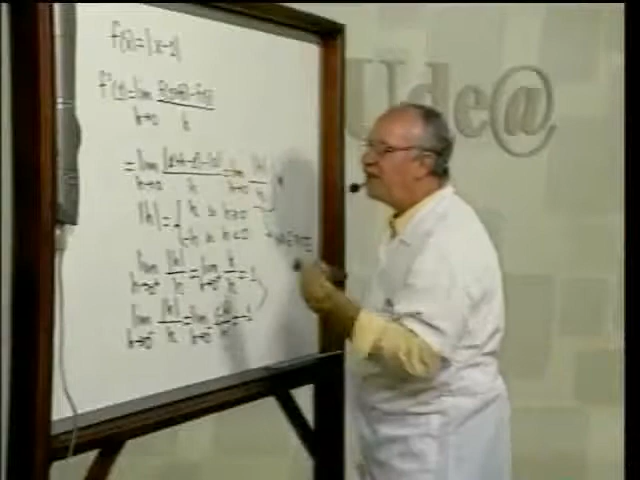 Ude@
f(x)=|x-1|
f'(1)=lim f(1+h)-f(1)
h→0 h
=lim |1+h-1|-|0| =lim |h|
h→0 h h→0 h
|h|={ h si h≥0
-h si h<0
lim |h| =lim h =1
h→0⁺ h h→0⁺ h
lim |h| =lim (-h) =-1
h→0⁻ h h→0⁻ h